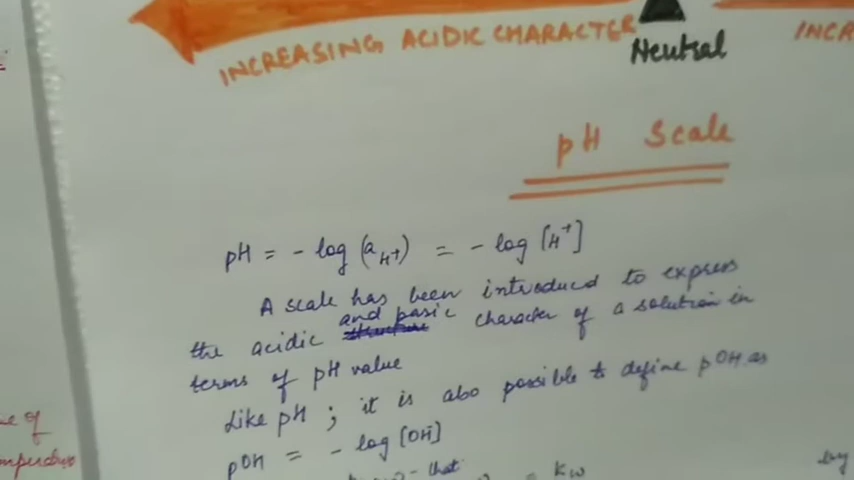 INCREASING ACIDIC CHARACTER
Neutral
pH Scale
pH = - log (aH+) = - log [H+]
A scale has been introduced to express
the acidic and basic character of a solution in
terms of pH value
Like pH ; it is also possible to define pOH as
pOH = - log [OH-]
that
= Kw
e of